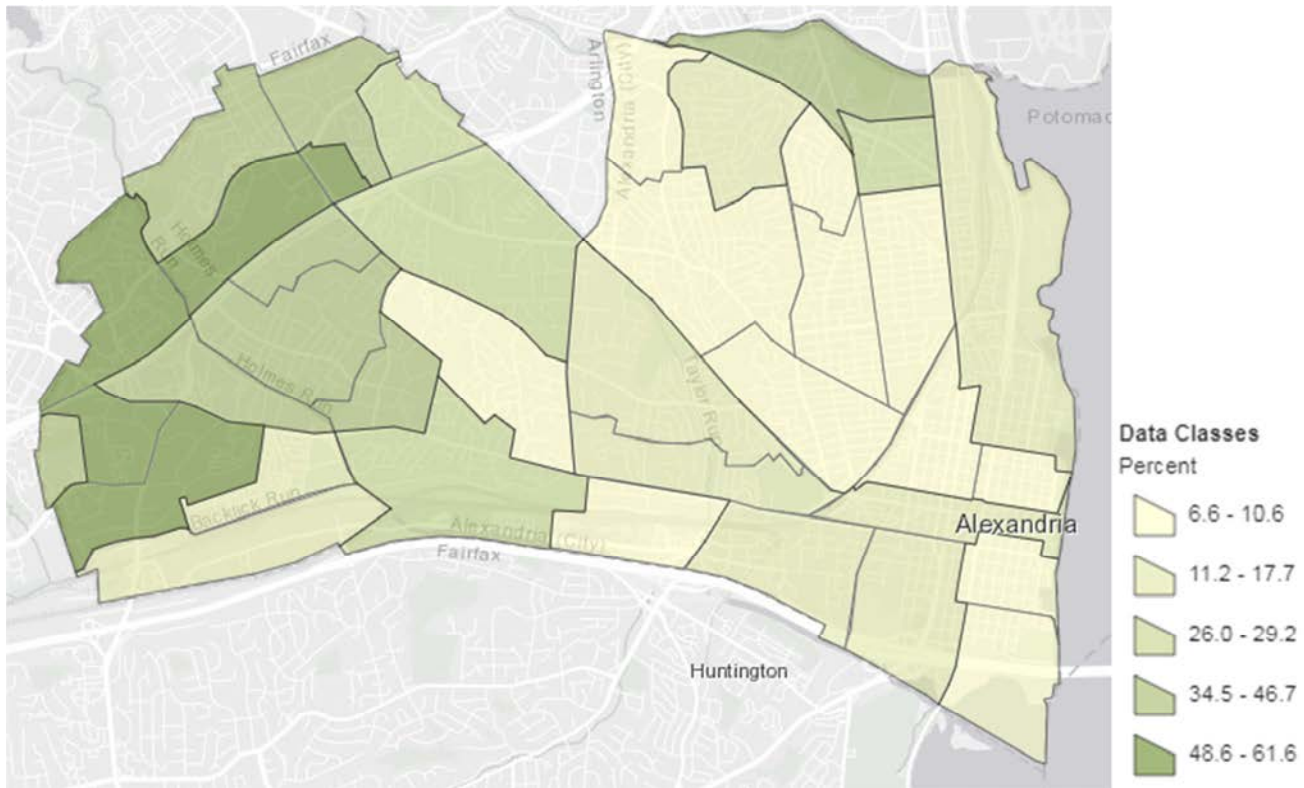 Fairfax
Arlington
Alexandria (City)
Potomac
Holmes
Run
Holmes Run
Taylor Run
Backlick Run
Alexandria (City)
Fairfax
Alexandria
Huntington
Data Classes
Percent
6.6 - 10.6
11.2 - 17.7
26.0 - 29.2
34.5 - 46.7
48.6 - 61.6